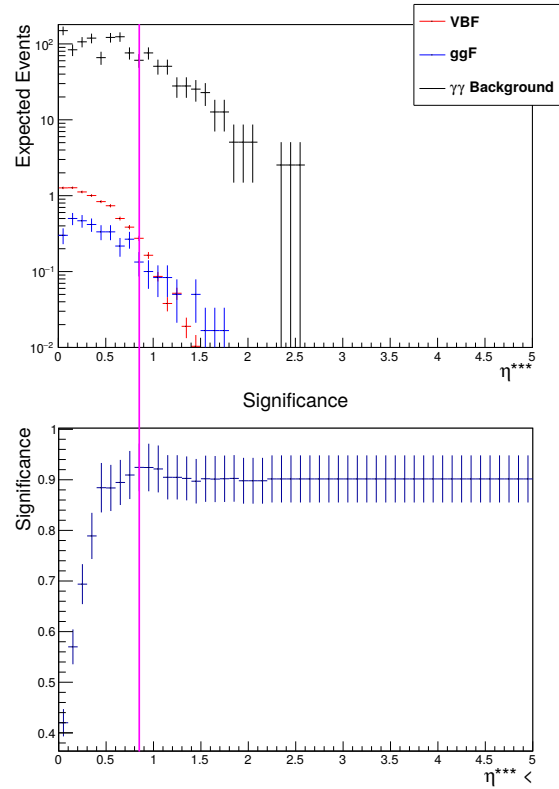 VBF
ggF
γγ Background
Expected Events
10²
10
1
10⁻¹
10⁻²
0 0.5 1 1.5 2 2.5 3 3.5 4 4.5 5
η***
Significance
Significance
1
0.9
0.8
0.7
0.6
0.5
0.4
0 0.5 1 1.5 2 2.5 3 3.5 4 4.5 5
η*** <